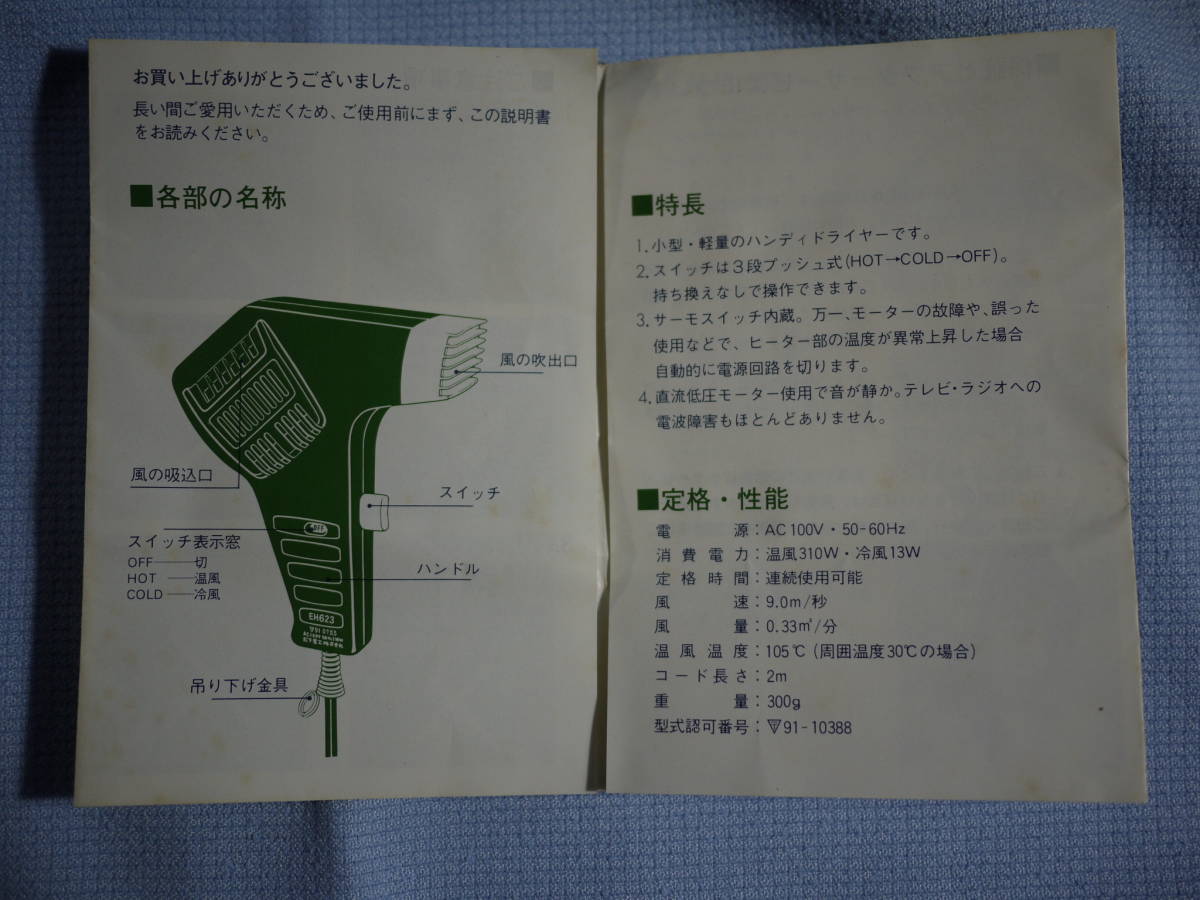 お買い上げありがとうございました。
長い間ご愛用いただくため、ご使用前にまず、この説明書
をお読みください。
■各部の名称
風の吹出口
風の吸込口
スイッチ
スイッチ表示窓
OFF――切
HOT――温風
COLD――冷風
OFF
ハンドル
EH623
吊り下げ金具
■特長
1.小型・軽量のハンディドライヤーです。
2.スイッチは3段プッシュ式(HOT→COLD→OFF)。
持ち換えなしで操作できます。
3.サーモスイッチ内蔵。万一、モーターの故障や、誤った
使用などで、ヒーター部の温度が異常上昇した場合
自動的に電源回路を切ります。
4.直流低圧モーター使用で音が静か。テレビ・ラジオへの
電波障害もほとんどありません。
■定格・性能
電源：AC100V・50-60Hz
消費電力：温風310W・冷風13W
定格時間：連続使用可能
風速：9.0m/秒
風量：0.33㎥/分
温風温度：105℃(周囲温度30℃の場合)
コード長さ：2m
重量：300g
型式認可番号：▽91-10388